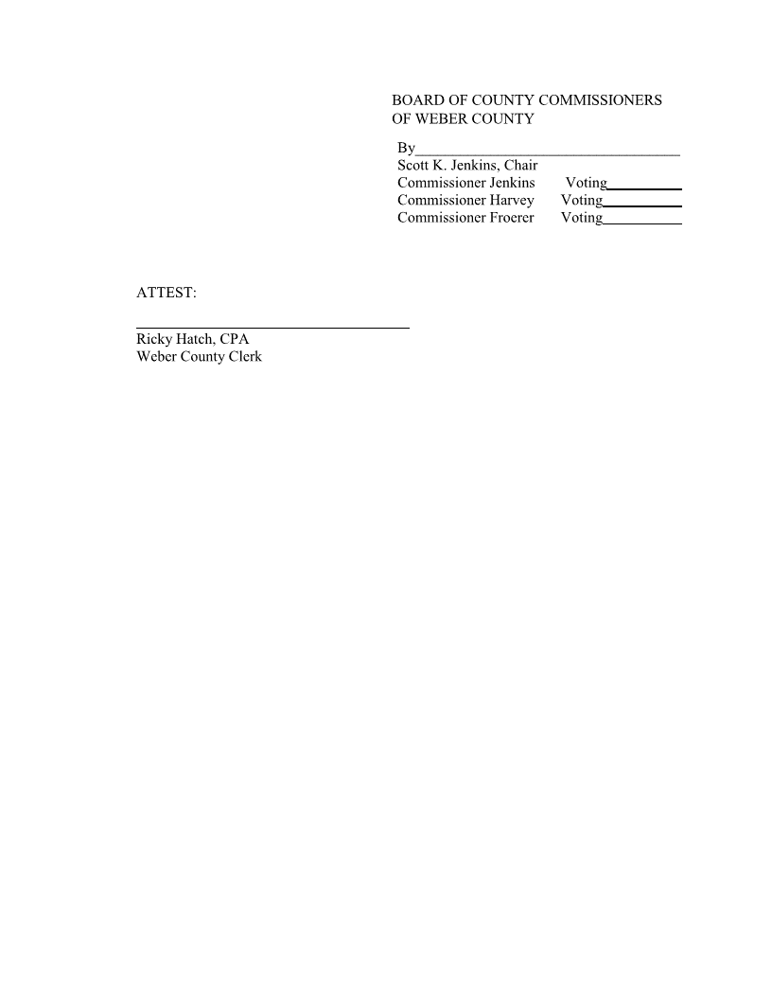 BOARD OF COUNTY COMMISSIONERS
OF WEBER COUNTY
By___________________________________
Scott K. Jenkins, Chair
Commissioner Jenkins Voting__________
Commissioner Harvey Voting__________
Commissioner Froerer Voting__________
ATTEST:
____________________________________
Ricky Hatch, CPA
Weber County Clerk